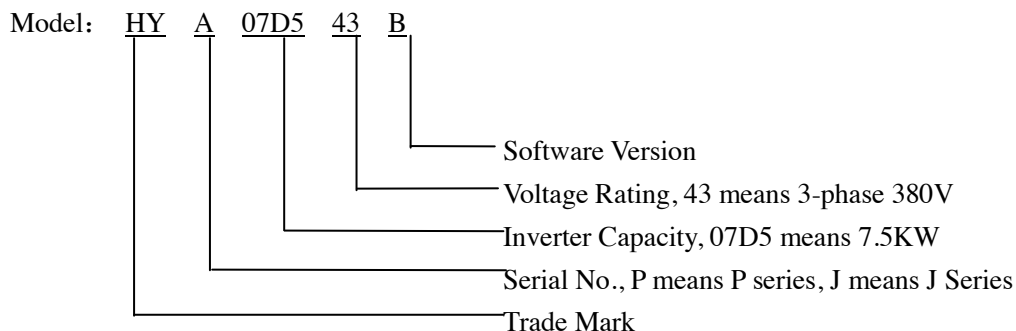 Model： HY A 07D5 43 B
Software Version
Voltage Rating, 43 means 3-phase 380V
Inverter Capacity, 07D5 means 7.5KW
Serial No., P means P series, J means J Series
Trade Mark